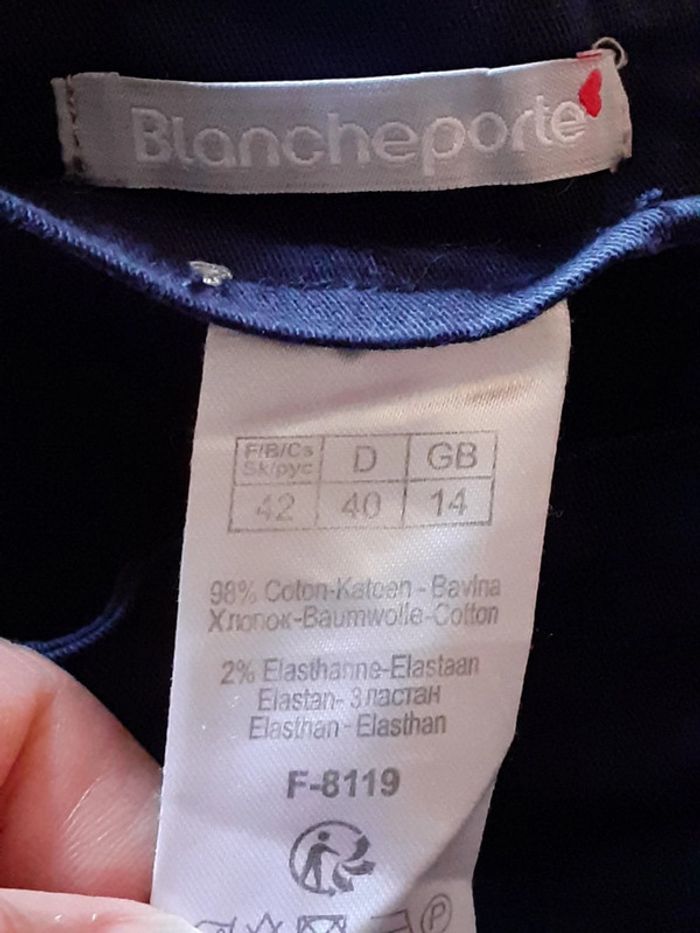 Blancheporte
F/B/Cs D GB
Sk/рус
42 40 14
98% Coton-Katoen - Bavlna
Хлопок-Baumwolle-Cotton
2% Elasthanne-Elastaan
Elastan- Эластан
Elasthan - Elasthan
F-8119
P